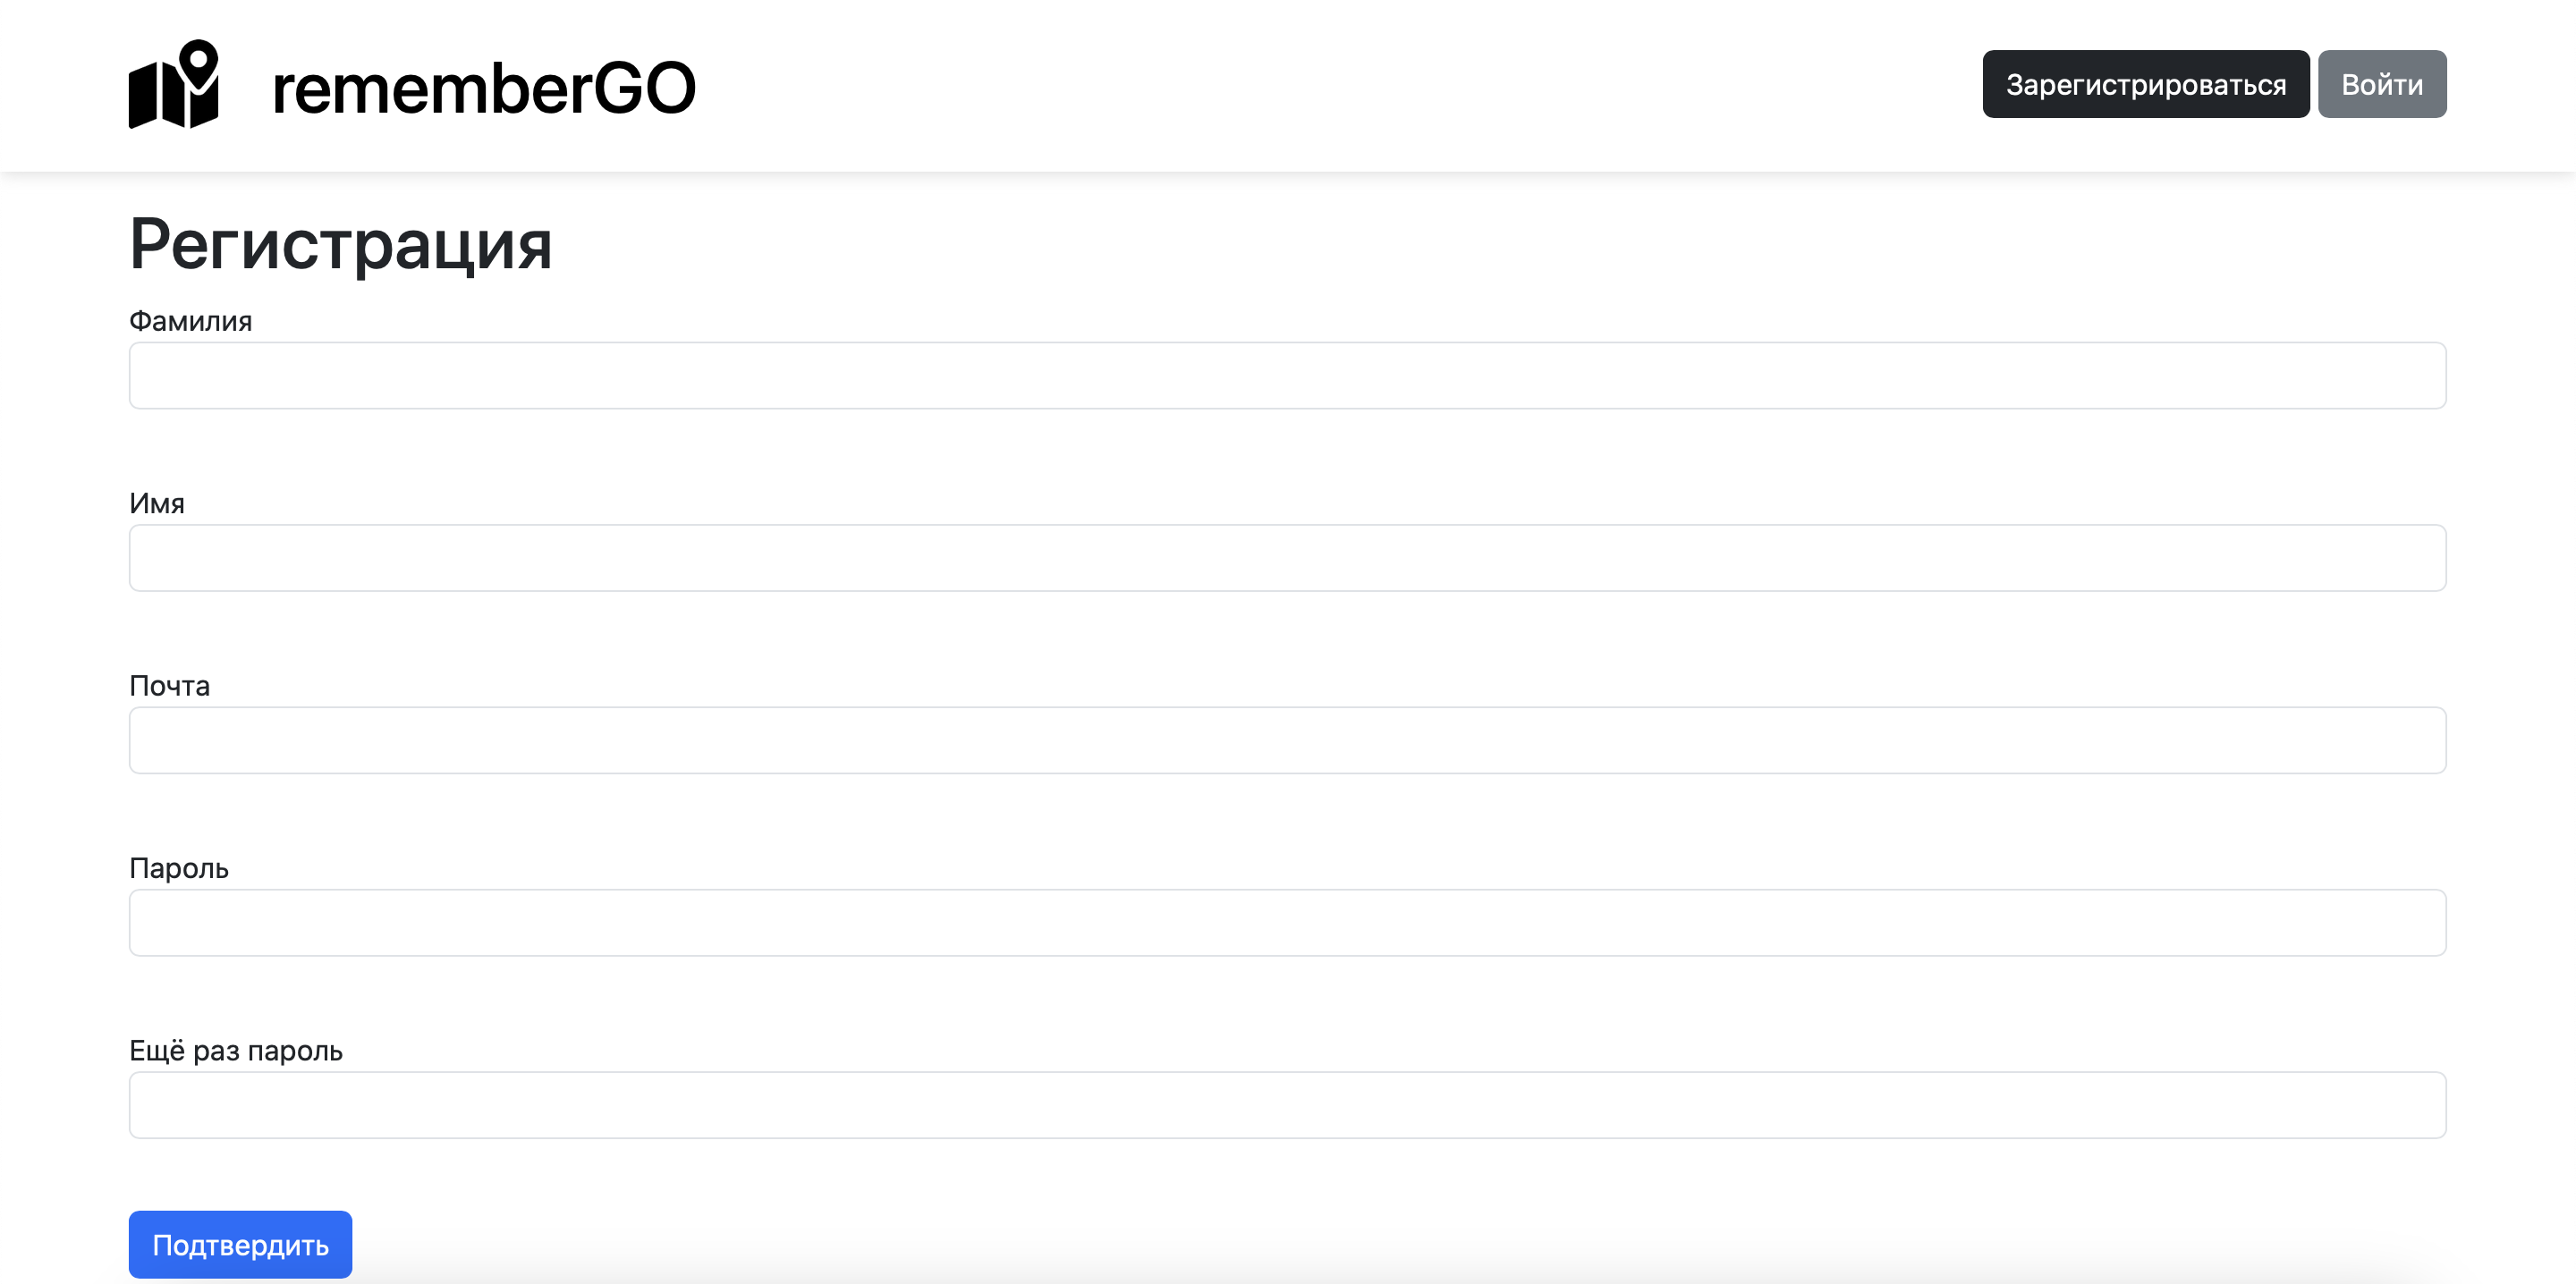 rememberGO
Зарегистрироваться
Войти
Регистрация
Фамилия
Имя
Почта
Пароль
Ещё раз пароль
Подтвердить